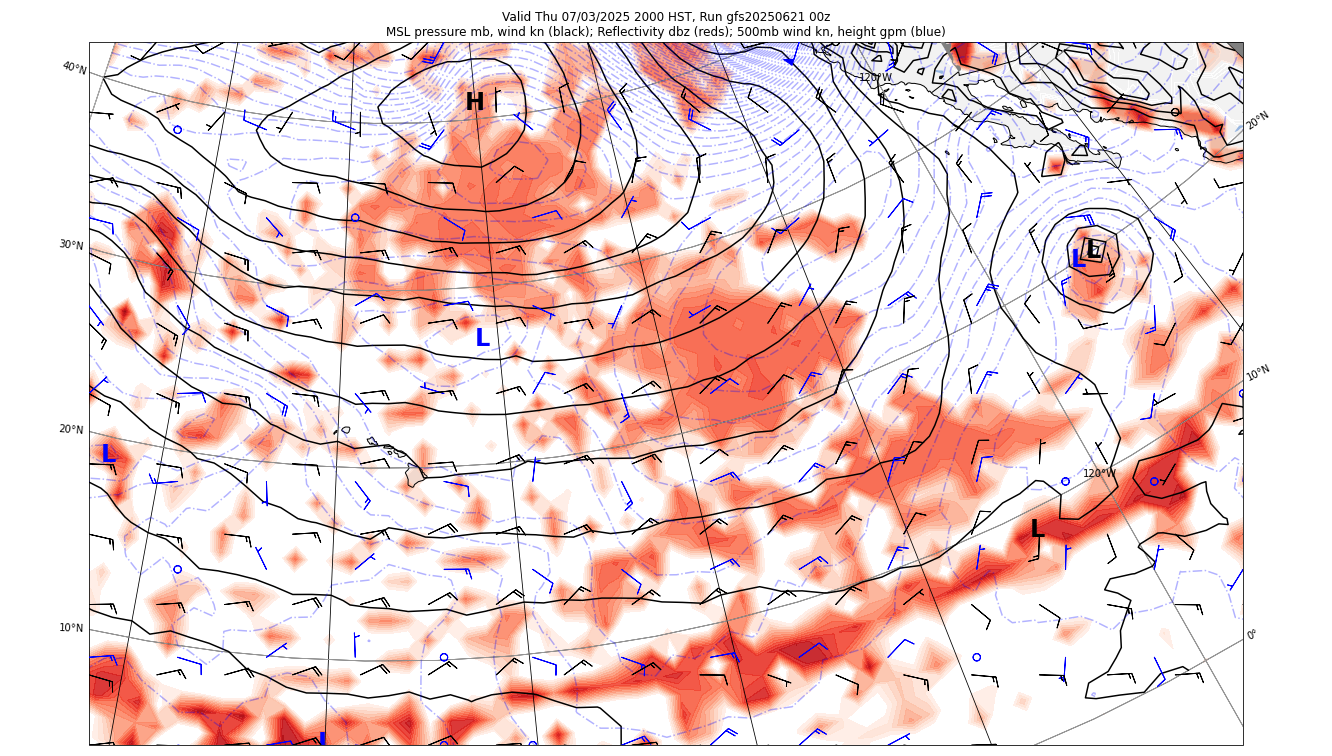 Valid Thu 07/03/2025 2000 HST, Run gfs20250621 00z
MSL pressure mb, wind kn (black); Reflectivity dbz (reds); 500mb wind kn, height gpm (blue)
40°N
120°W
H
20°N
30°N
L
L
L
10°N
20°N
L
120°W
L
10°N
0°
L